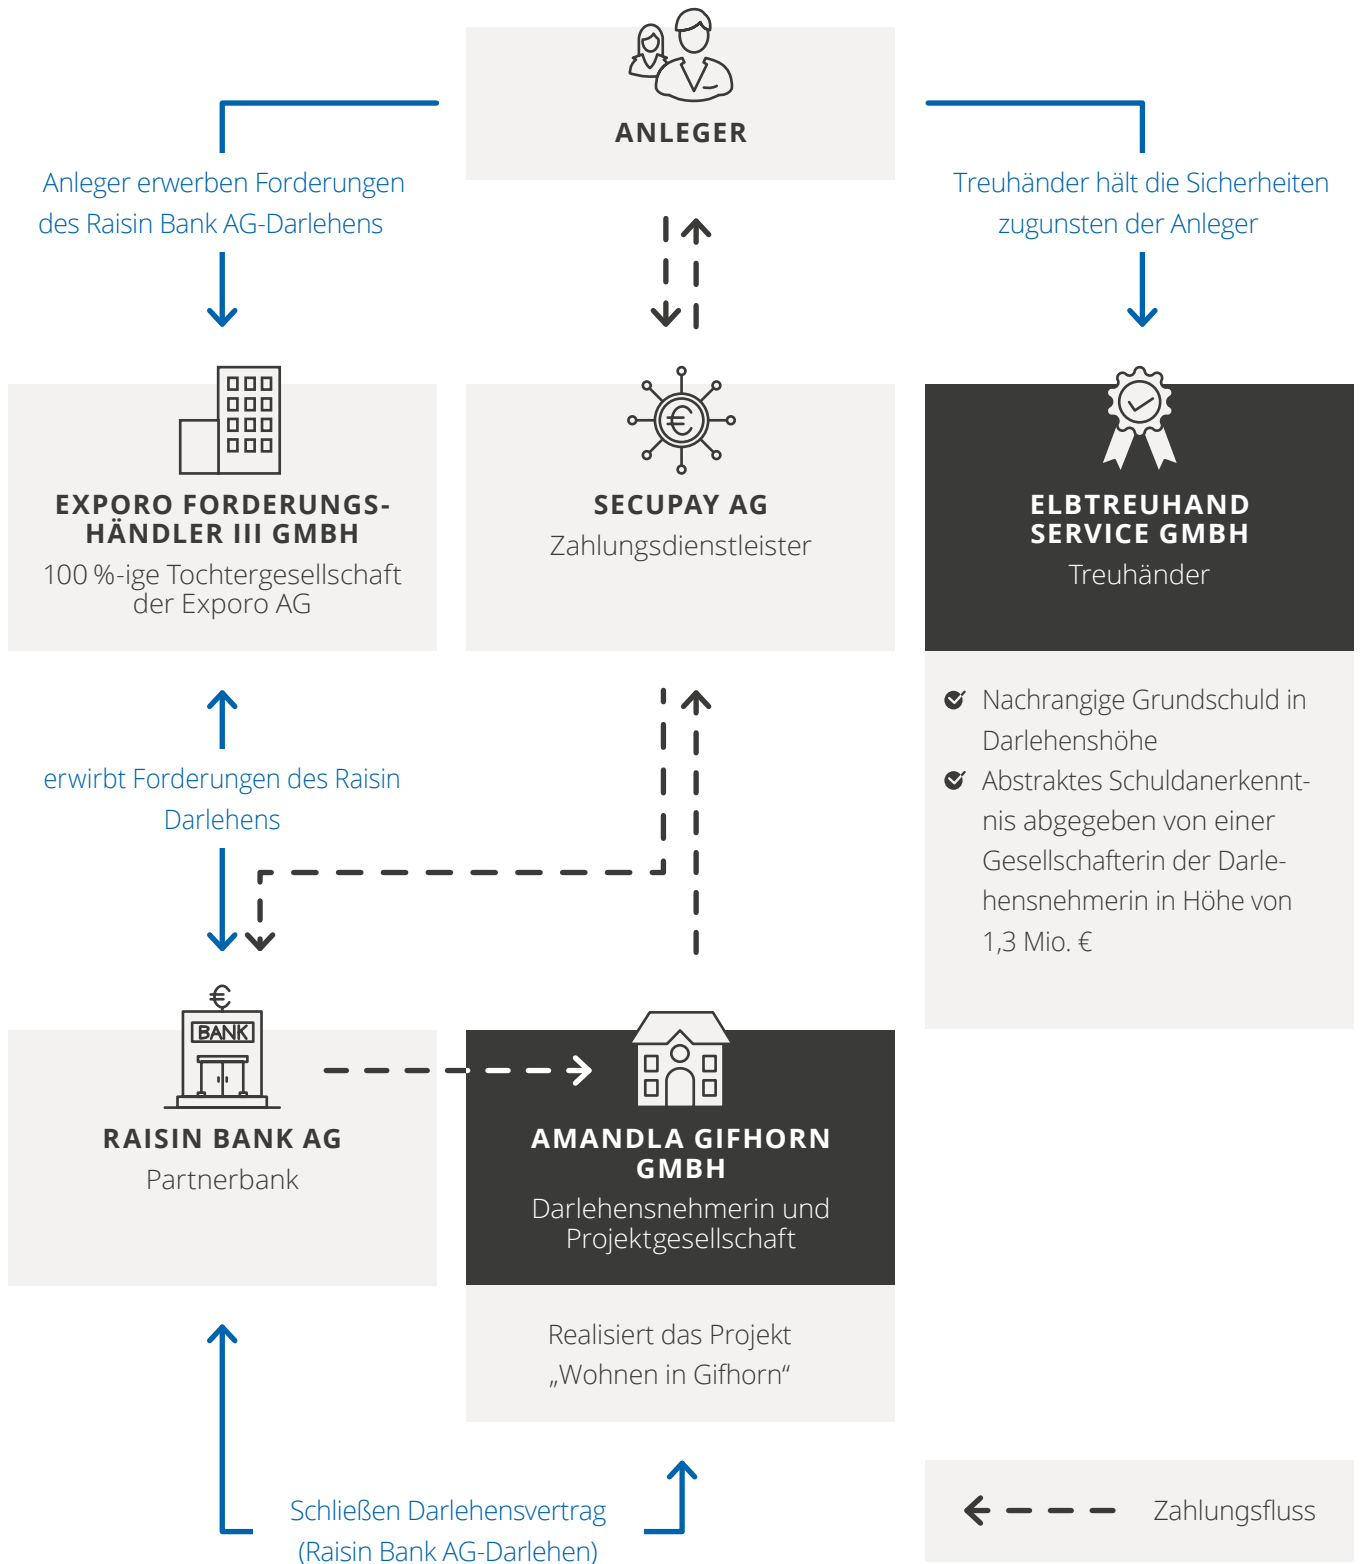 ANLEGER
Anleger erwerben Forderungen
des Raisin Bank AG-Darlehens
Treuhänder hält die Sicherheiten
zugunsten der Anleger
EXPORO FORDERUNGS-
HÄNDLER III GMBH
100 %-ige Tochtergesellschaft
der Exporo AG
SECUPAY AG
Zahlungsdienstleister
ELBTREUHAND
SERVICE GMBH
Treuhänder
Nachrangige Grundschuld in
Darlehenshöhe
Abstraktes Schuldanerkennt-
nis abgegeben von einer
Gesellschafterin der Darle-
hensnehmerin in Höhe von
1,3 Mio. €
erwirbt Forderungen des Raisin
Darlehens
BANK
RAISIN BANK AG
Partnerbank
AMANDLA GIFHORN
GMBH
Darlehensnehmerin und
Projektgesellschaft
Realisiert das Projekt
„Wohnen in Gifhorn“
Schließen Darlehensvertrag
(Raisin Bank AG-Darlehen)
Zahlungsfluss